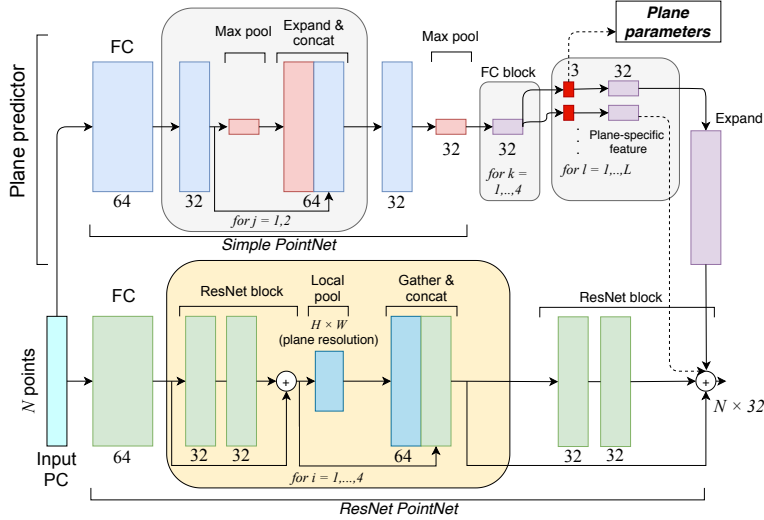 Plane predictor
FC
Max pool
Expand &
concat
Max pool
FC block
Plane
parameters
3
32
Expand
Plane-specific
feature
64
32
64
32
32
32
for j = 1,2
for k =
1,..,4
for l = 1,..,L
Simple PointNet
FC
ResNet block
Local
pool
H × W
(plane resolution)
Gather &
concat
ResNet block
N points
Input
PC
64
32
32
64
32
32
N × 32
for i = 1,...,4
ResNet PointNet